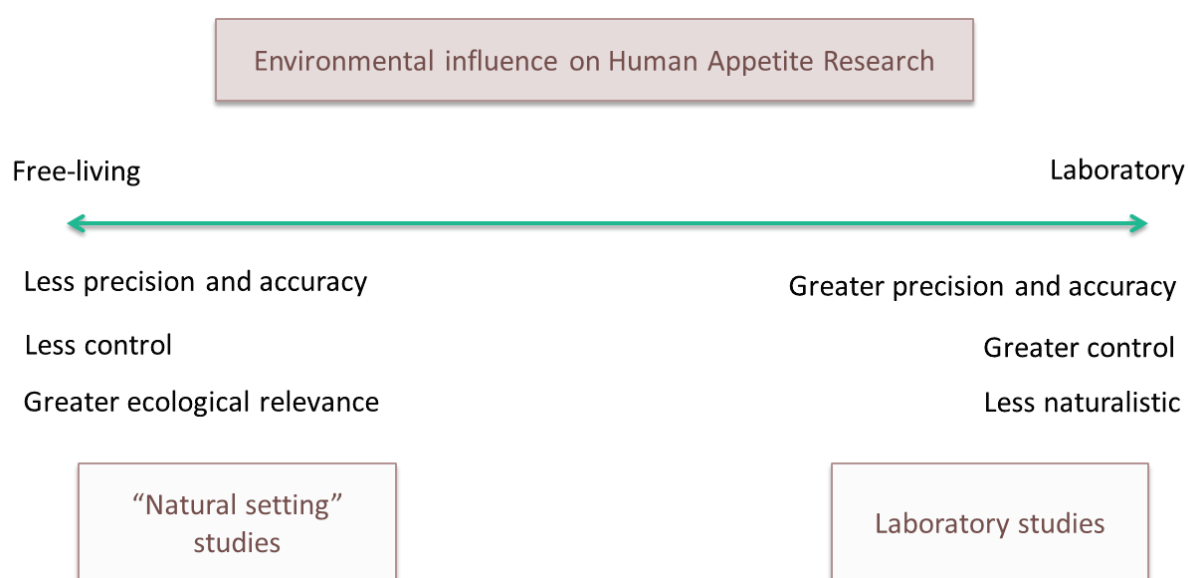 Environmental influence on Human Appetite Research
Free-living
Laboratory
Less precision and accuracy
Greater precision and accuracy
Less control
Greater control
Greater ecological relevance
Less naturalistic
“Natural setting”
studies
Laboratory studies